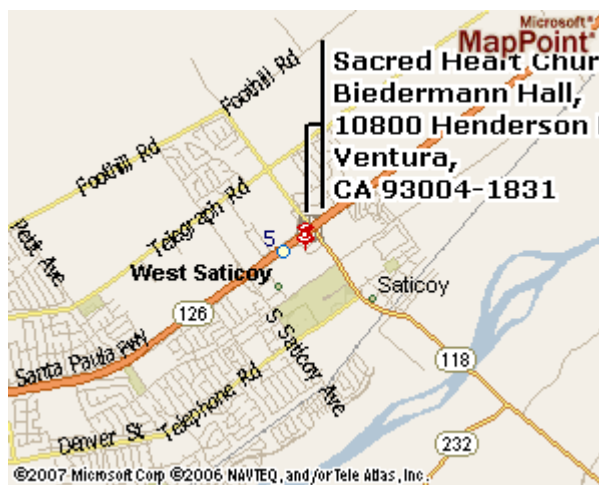 Microsoft®
MapPoint®
Sacred Heart Chur
Biedermann Hall,
10800 Henderson
Ventura,
CA 93004-1831
Foothill Rd
Foothill Rd
Telegraph Rd
Petit Ave
5
West Saticoy
Saticoy
126
S Saticoy Ave
Santa Paula Fwy
118
Telephone Rd
Denver St
232
©2007 Microsoft Corp ©2006 NAVTEQ, and/or Tele Atlas, Inc.